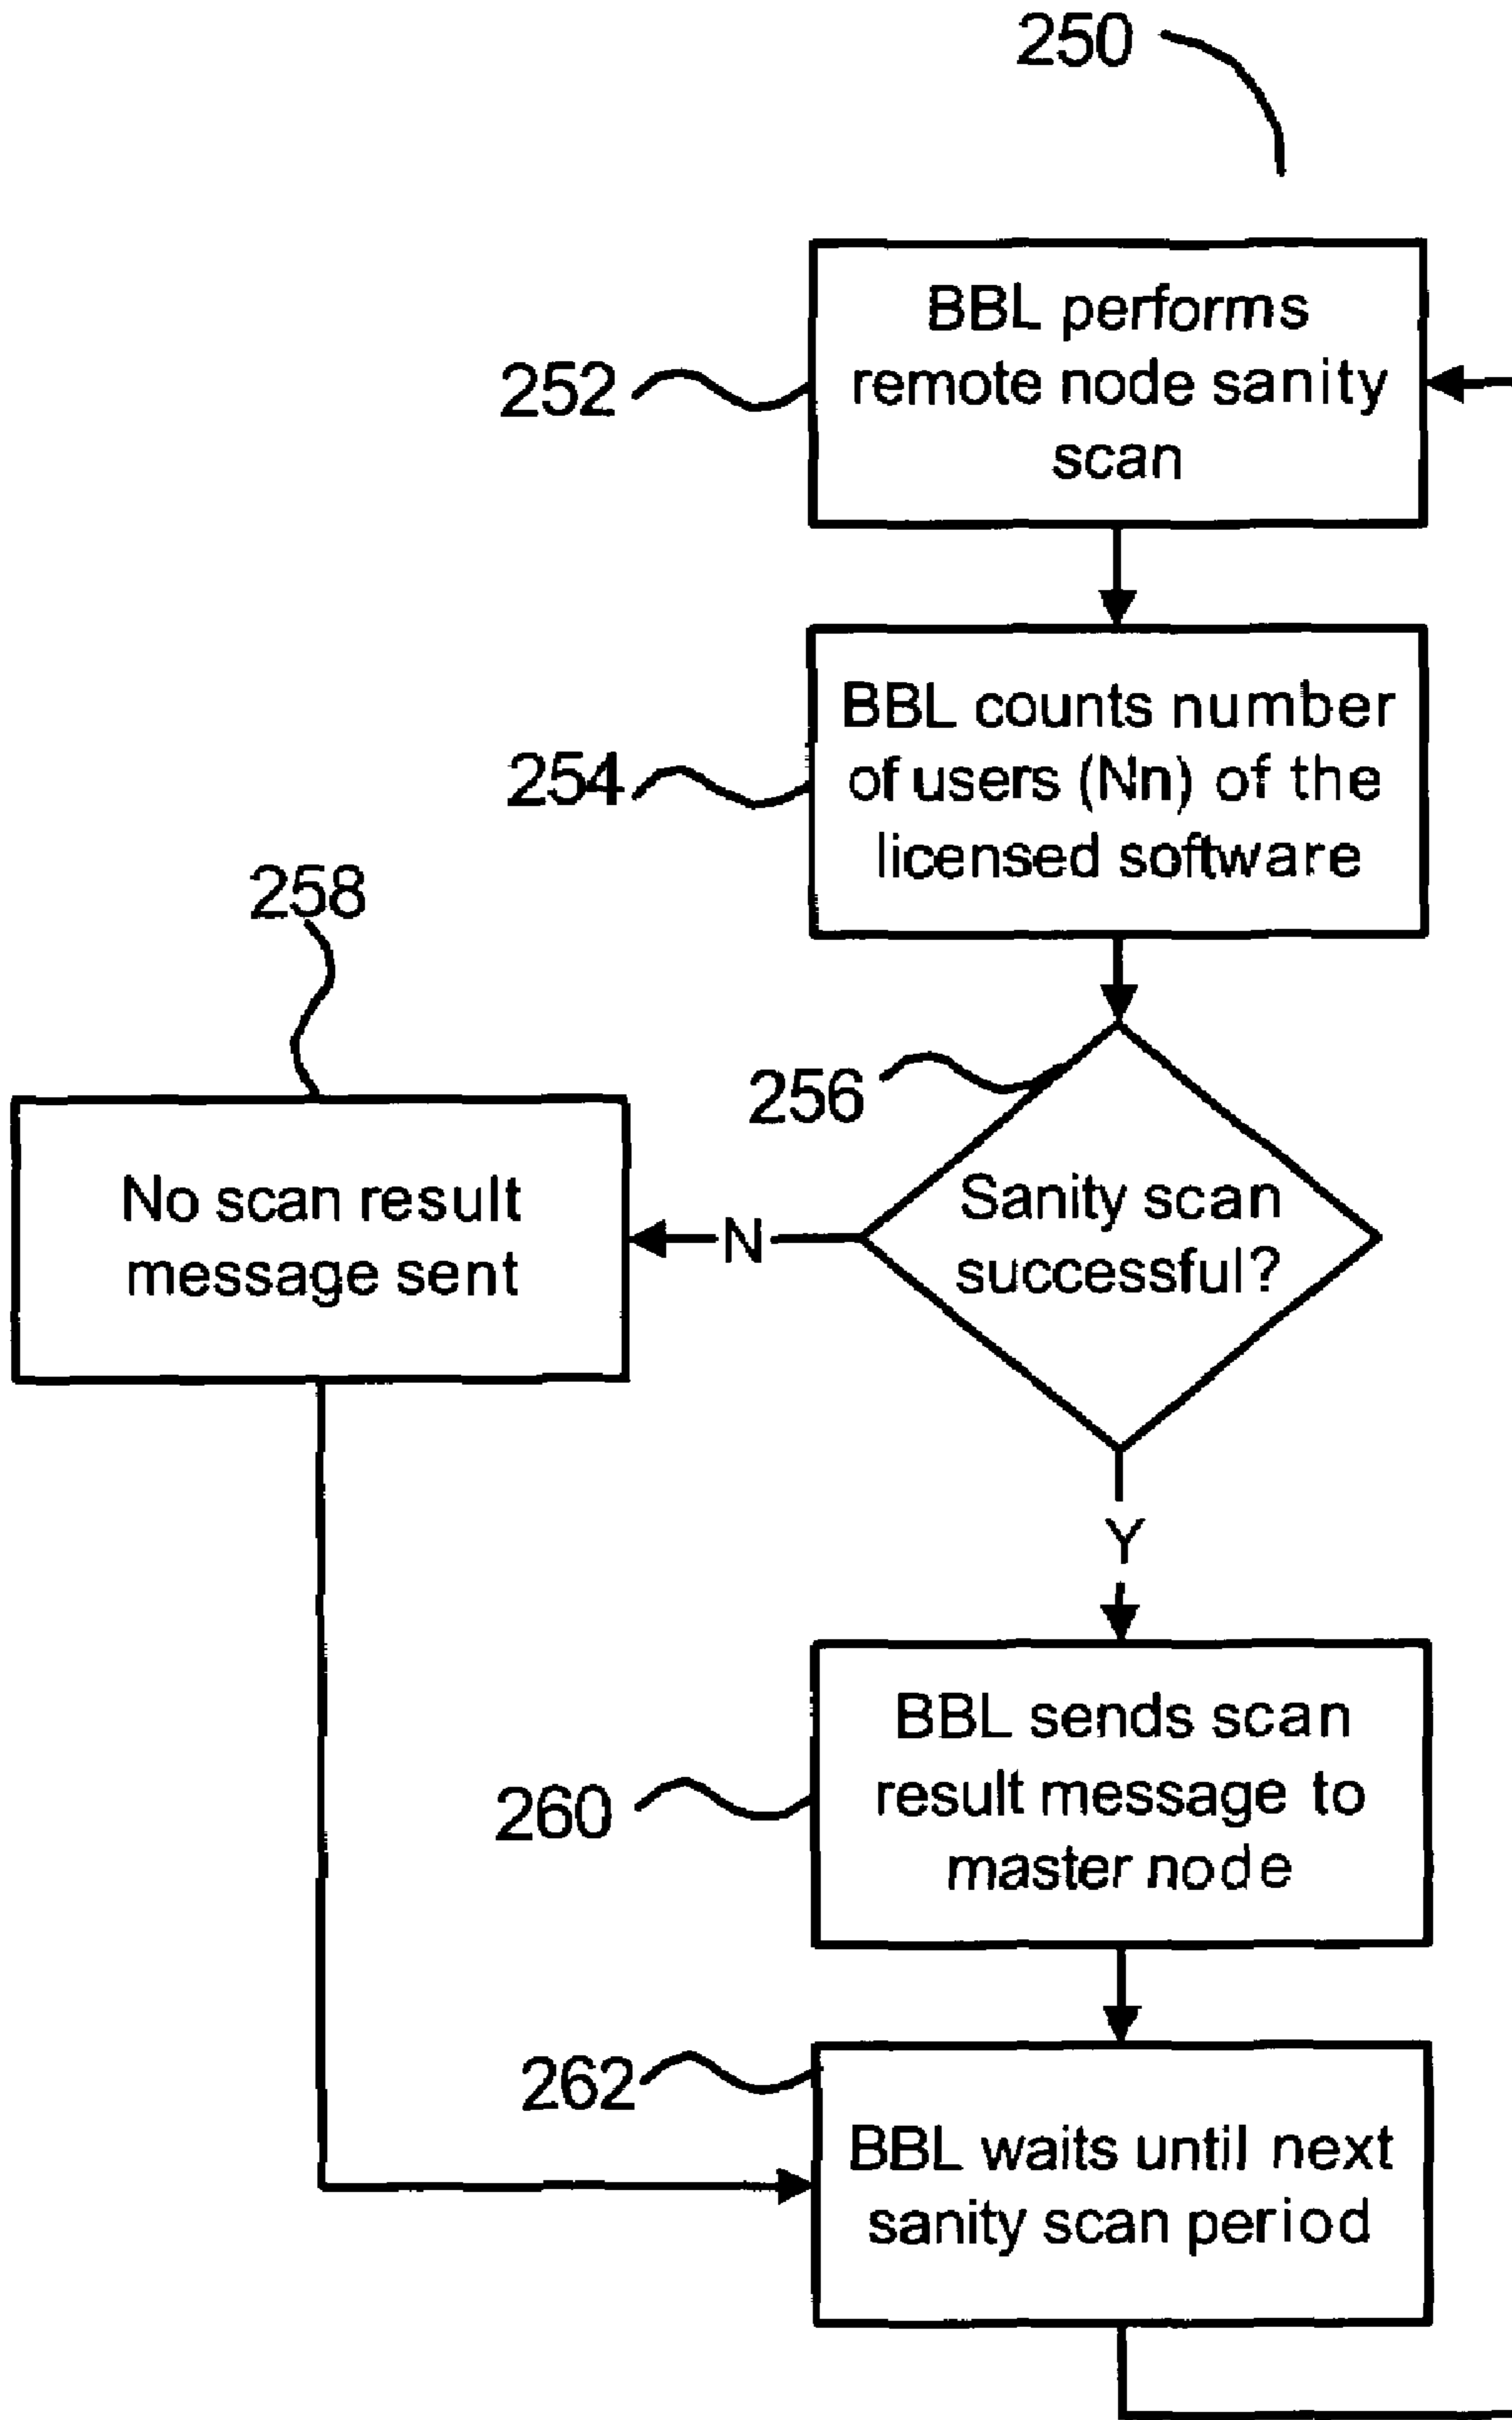 250
252
BBL performs
remote node sanity
scan
254
BBL counts number
of users (Nn) of the
licensed software
258
256
No scan result
message sent
N
Sanity scan
successful?
Y
260
BBL sends scan
result message to
master node
262
BBL waits until next
sanity scan period